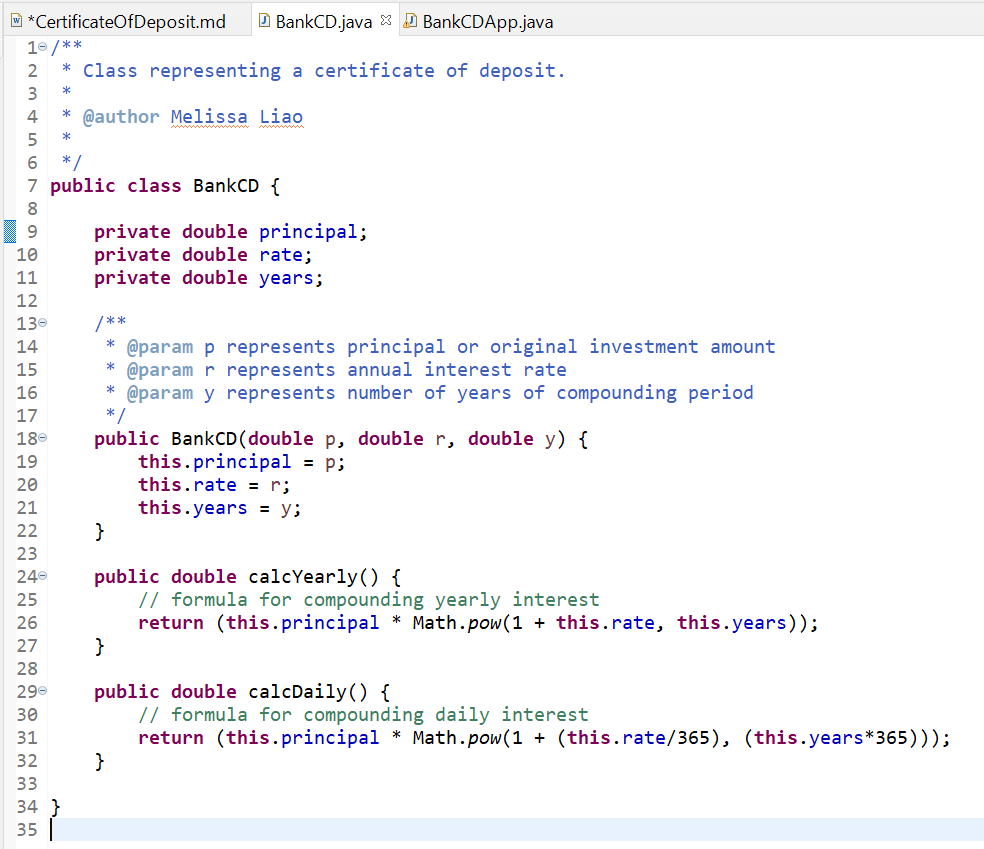 *CertificateOfDeposit.md BankCD.java BankCDApp.java
1 /**
2  * Class representing a certificate of deposit.
3  *
4  * @author Melissa Liao
5  *
6  */
7 public class BankCD {
8
9     private double principal;
10     private double rate;
11     private double years;
12
13     /**
14      * @param p represents principal or original investment amount
15      * @param r represents annual interest rate
16      * @param y represents number of years of compounding period
17      */
18     public BankCD(double p, double r, double y) {
19         this.principal = p;
20         this.rate = r;
21         this.years = y;
22     }
23
24     public double calcYearly() {
25         // formula for compounding yearly interest
26         return (this.principal * Math.pow(1 + this.rate, this.years));
27     }
28
29     public double calcDaily() {
30         // formula for compounding daily interest
31         return (this.principal * Math.pow(1 + (this.rate/365), (this.years*365)));
32     }
33
34 }
35